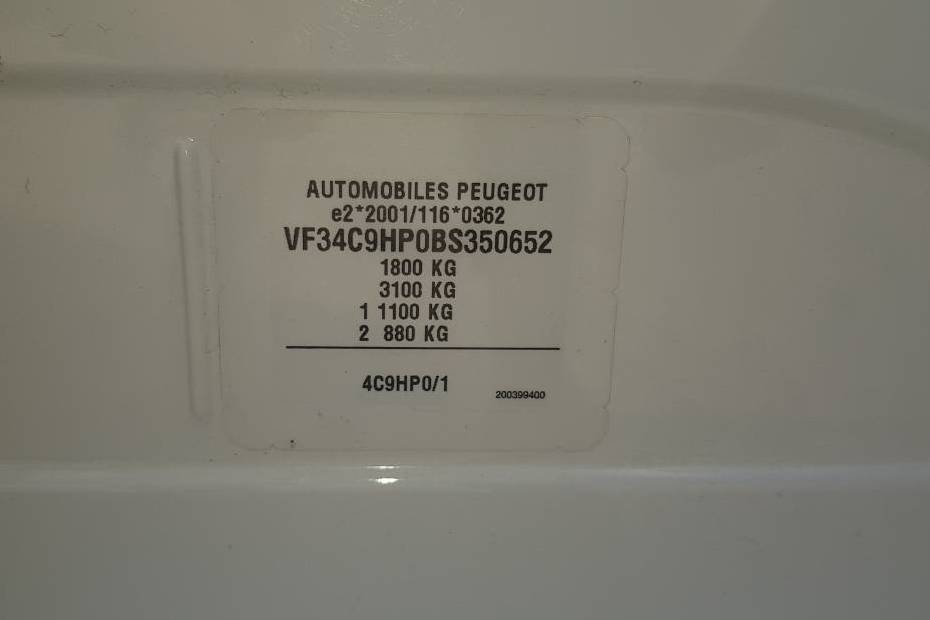 AUTOMOBILES PEUGEOT
e2*2001/116*0362
VF34C9HP0BS350652
1800 KG
3100 KG
1 1100 KG
2 880 KG
4C9HP0/1
200399400